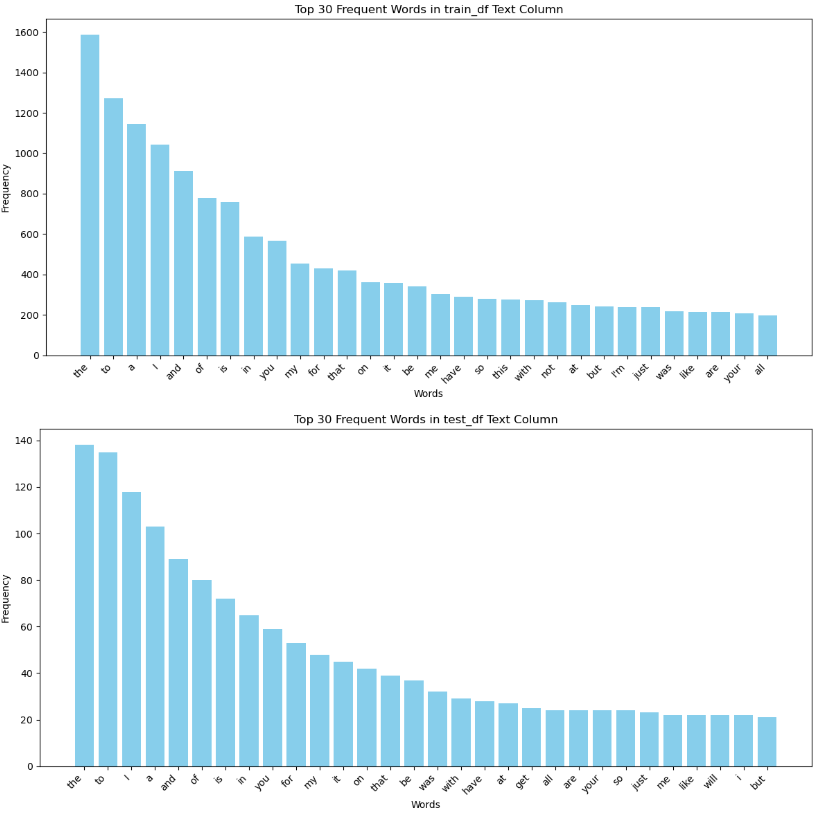 Top 30 Frequent Words in train_df Text Column
1600
1400
1200
1000
800
600
400
200
0
Frequency
the to a I and of is in you my for that on it be me have so this with not at but I'm just was like are your all
Words
Top 30 Frequent Words in test_df Text Column
140
120
100
80
60
40
20
0
Frequency
the to I a and of is in you for my it on that be was with have at get all are your so just me like will i but
Words